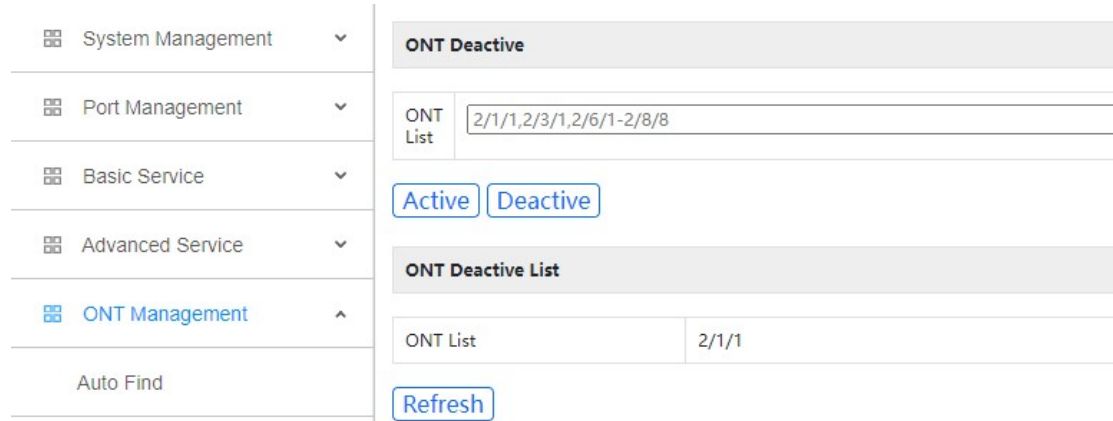 System Management
Port Management
Basic Service
Advanced Service
ONT Management
Auto Find
ONT Deactive
ONT
List
2/1/1,2/3/1,2/6/1-2/8/8
Active Deactive
ONT Deactive List
ONT List 2/1/1
Refresh